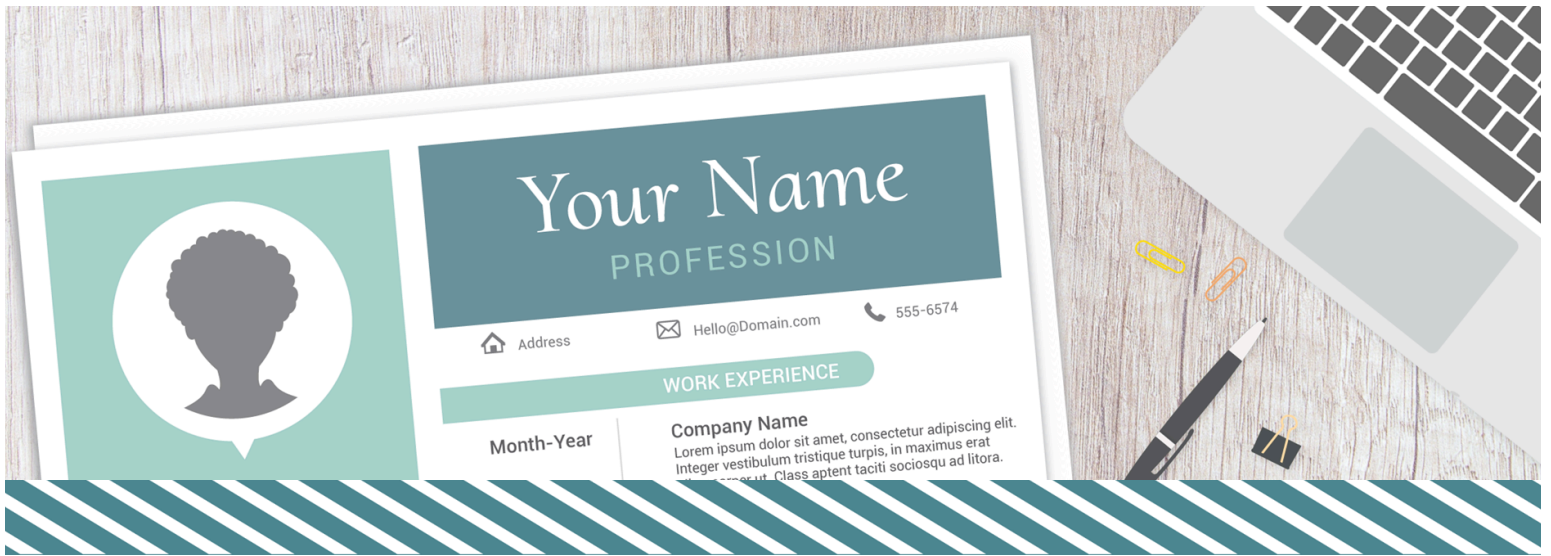 Your Name
PROFESSION
Address
Hello@Domain.com
555-6574
WORK EXPERIENCE
Month-Year
Company Name
Lorem ipsum dolor sit amet, consectetur adipiscing elit.
Integer vestibulum tristique turpis, in maximus erat
ut. Class aptent taciti sociosqu ad litora.